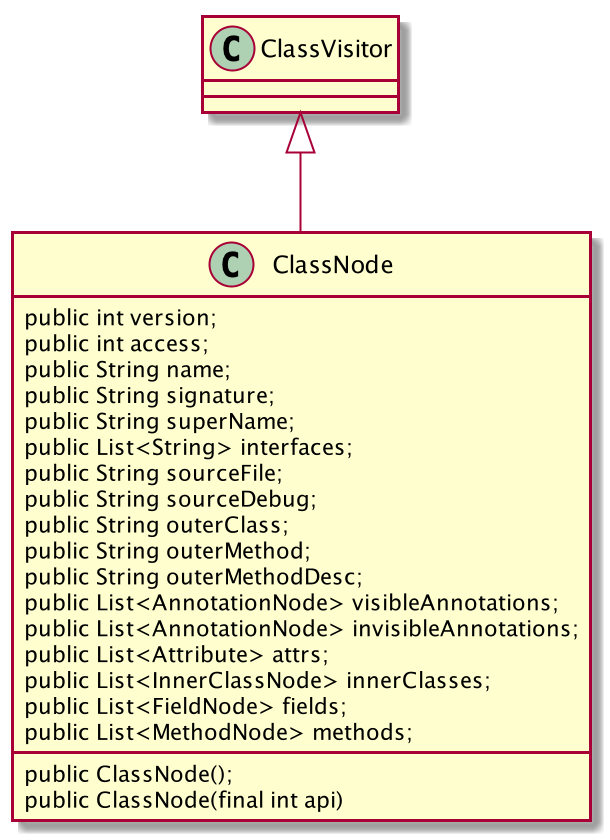 C ClassVisitor
C ClassNode
public int version;
public int access;
public String name;
public String signature;
public String superName;
public List<String> interfaces;
public String sourceFile;
public String sourceDebug;
public String outerClass;
public String outerMethod;
public String outerMethodDesc;
public List<AnnotationNode> visibleAnnotations;
public List<AnnotationNode> invisibleAnnotations;
public List<Attribute> attrs;
public List<InnerClassNode> innerClasses;
public List<FieldNode> fields;
public List<MethodNode> methods;
public ClassNode();
public ClassNode(final int api)